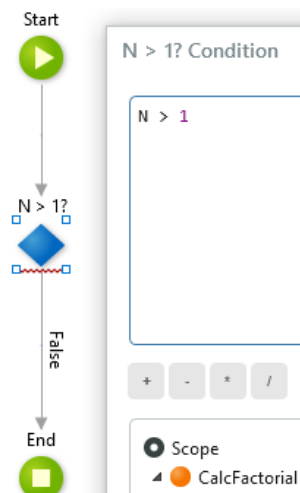 Start
N > 1? Condition
N > 1
N > 1?
False
+ - * /
End
Scope
CalcFactorial